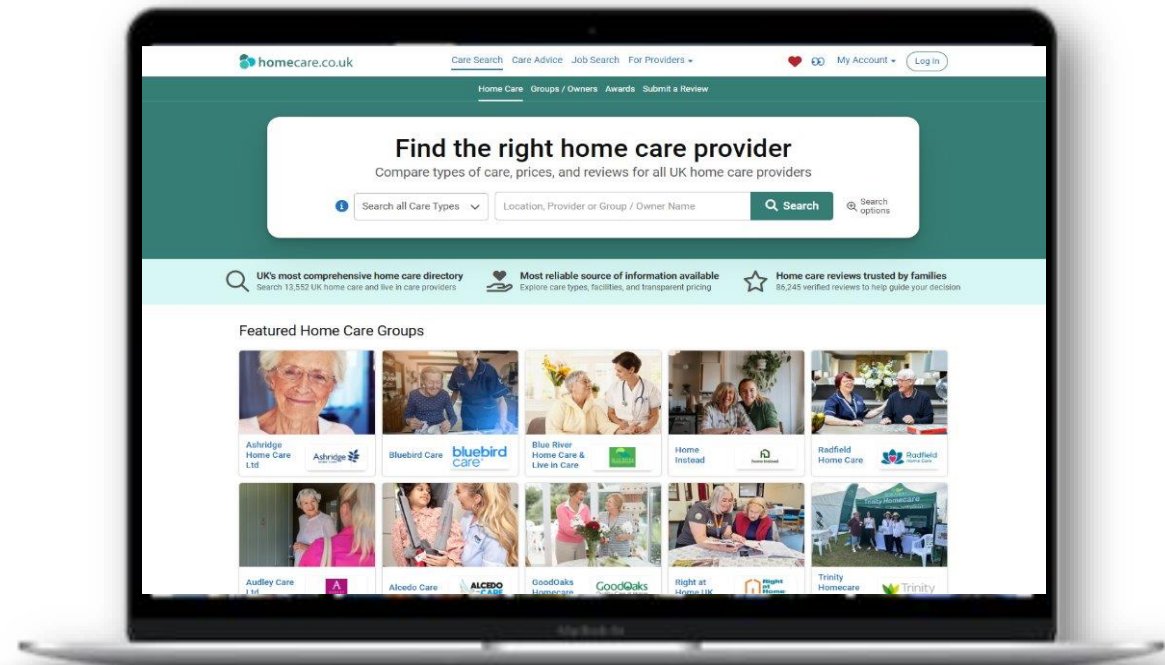 homecare.co.uk
Care Search Care Advice Job Search For Providers
My Account
Log in
Home Care Groups / Owners Awards Submit a Review
Find the right home care provider
Compare types of care, prices, and reviews for all UK home care providers
Search all Care Types
Location, Provider or Group / Owner Name
Search
Search
options
UK's most comprehensive home care directory
Search 13,552 UK home care and live in care providers
Most reliable source of information available
Explore care types, facilities, and transparent pricing
Home care reviews trusted by families
86,245 verified reviews to help guide your decision
Featured Home Care Groups
Ashridge
Home Care
Ltd
Ashridge
Bluebird Care
bluebird
care
Blue River
Home Care &
Live in Care
Home
Instead
home instead
Radfield
Home Care
Radfield
Home Care
Trinity Homecare
Audley Care
Ltd
A
Alcedo Care
ALCEDO
CARE
GoodOaks
Homecare
GoodOaks
Right at
Home UK
Right
at
Home
Trinity
Homecare
Trinity
MacBook Air